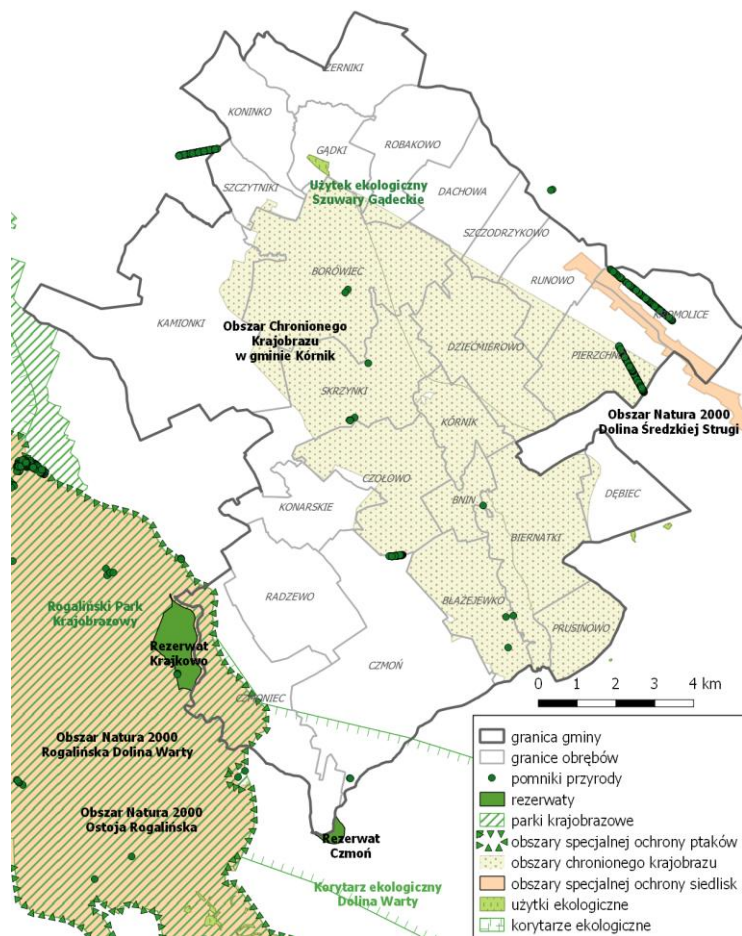 ŻERNIKI
KONINKO
GĄDKI
ROBAKOWO
SZCZYTNIKI
Użytek ekologiczny
Szuwary Gądeckie
DACHOWA
SZCZODRZYKOWO
BORÓWIEC
RUNOWO
KROMOLICE
KAMIONKI
Obszar Chronionego
Krajobrazu
w gminie Kórnik
DZIEĆMIEROWO
PIERZCHNO
SKRZYNKI
KÓRNIK
Obszar Natura 2000
Dolina Średzkiej Strugi
CZOŁOWO
BNIN
DĘBIEC
KONARSKIE
BIERNATKI
RADZEWO
BŁAŻEJEWKO
Rogaliński Park
Krajobrazowy
PRUSINOWO
Rezerwat
Krajkowo
CZMOŃ
CZMONIEC
0 1 2 3 4 km
Obszar Natura 2000
Rogalińska Dolina Warty
Obszar Natura 2000
Ostoja Rogalińska
Rezerwat
Czmoń
Korytarz ekologiczny
Dolina Warty
granica gminy
granice obrębów
pomniki przyrody
rezerwaty
parki krajobrazowe
obszary specjalnej ochrony ptaków
obszary chronionego krajobrazu
obszary specjalnej ochrony siedlisk
użytki ekologiczne
korytarze ekologiczne